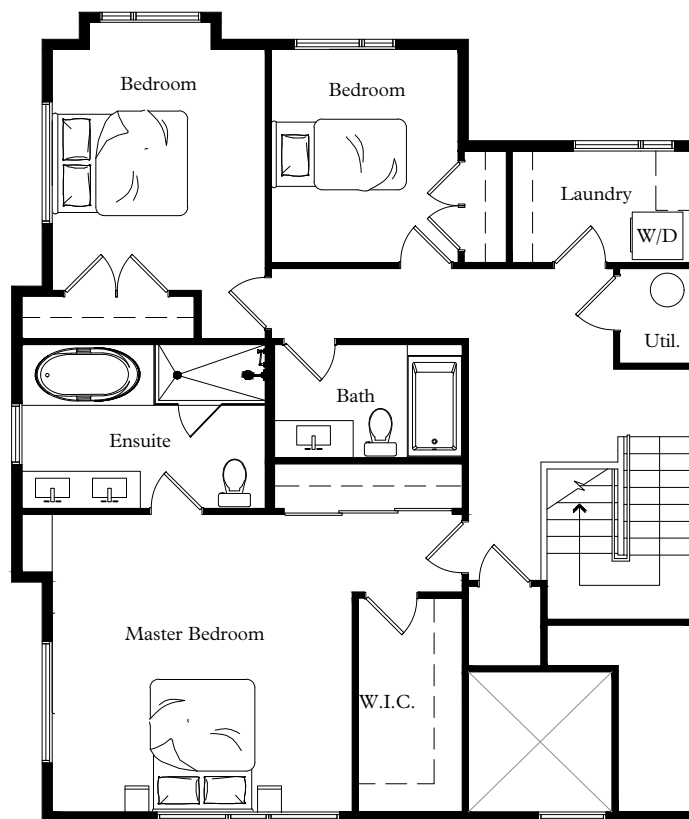 Bedroom
Bedroom
Laundry
W/D
Util.
Bath
Ensuite
Master Bedroom
W.I.C.